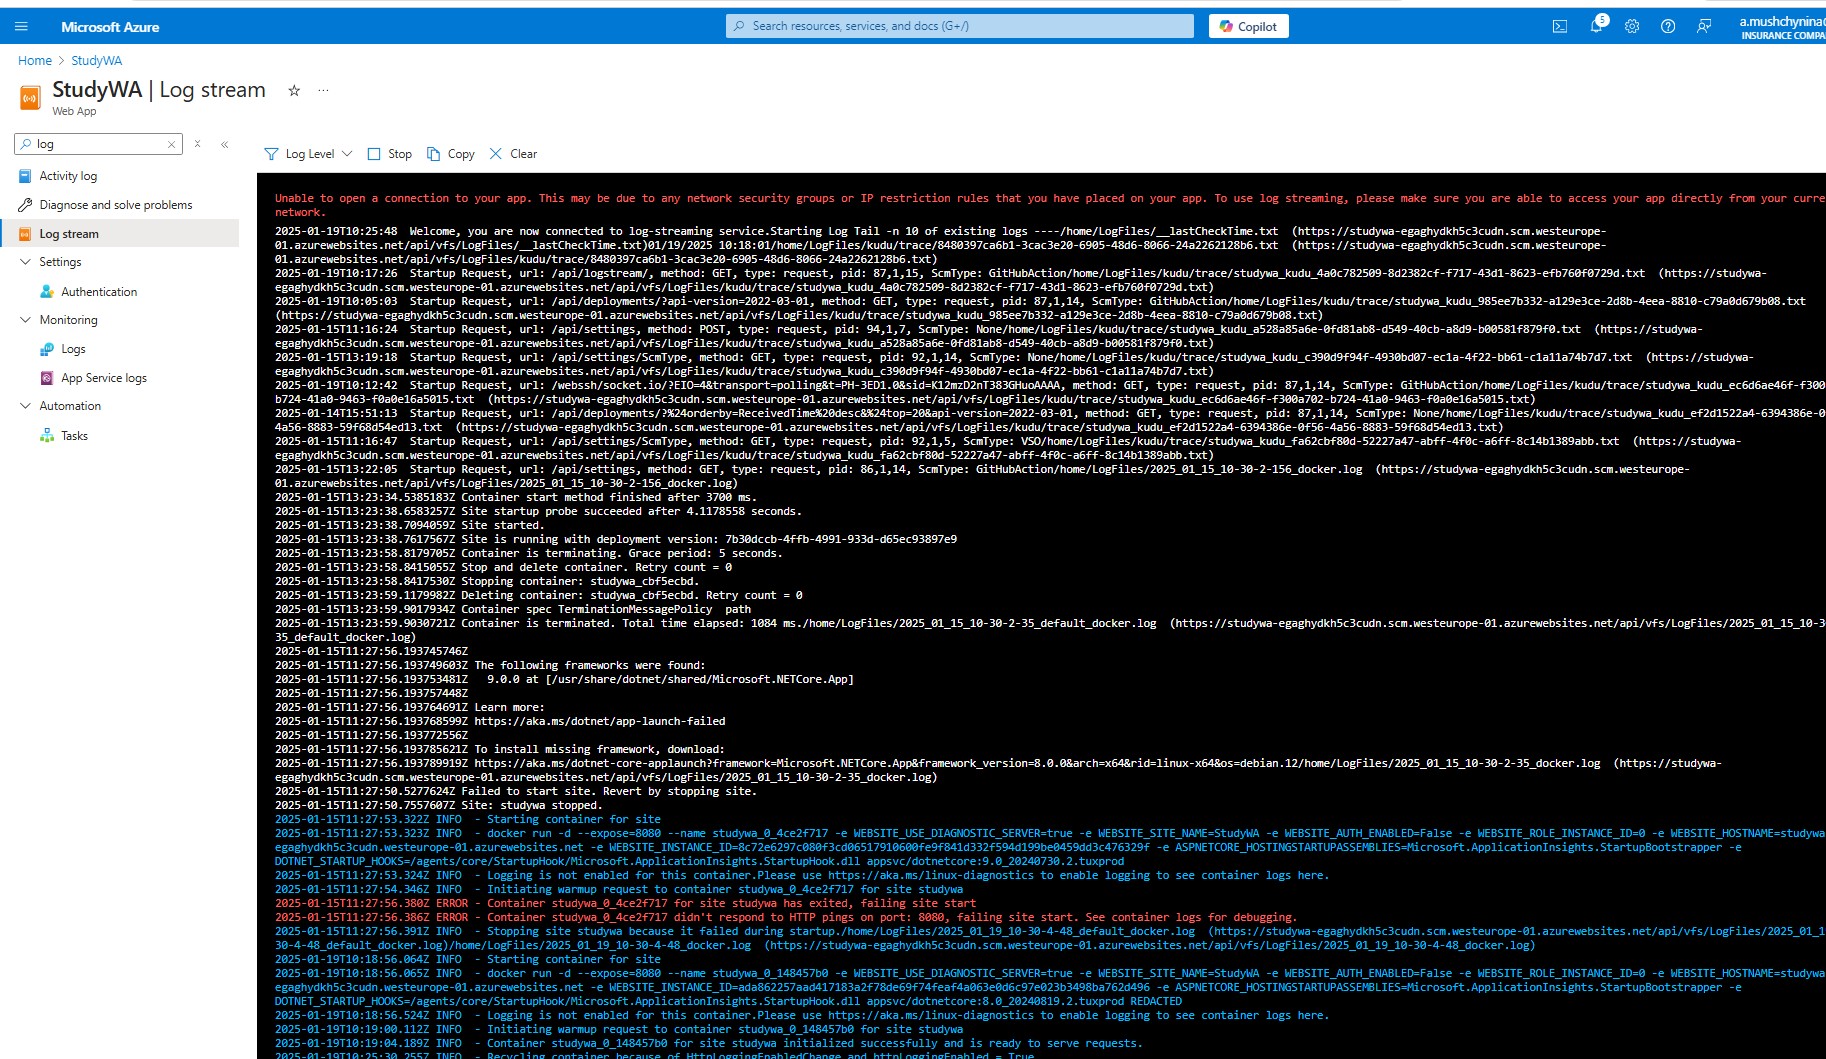 Microsoft Azure
Search resources, services, and docs (G+/)
Copilot
5
a.mushchynina
INSURANCE COMPA
Home > StudyWA
StudyWA | Log stream
Web App
log
Activity log
Diagnose and solve problems
Log stream
Settings
Authentication
Monitoring
Logs
App Service logs
Automation
Tasks
Log Level
Stop
Copy
Clear
Unable to open a connection to your app. This may be due to any network security groups or IP restriction rules that you have placed on your app. To use log streaming, please make sure you are able to access your app directly from your curre
network.
2025-01-19T10:25:48  Welcome, you are now connected to log-streaming service.Starting Log Tail -n 10 of existing logs ----/home/LogFiles/__lastCheckTime.txt  (https://studywa-egaghydkh5c3cudn.scm.westeurope-
01.azurewebsites.net/api/vfs/LogFiles/__lastCheckTime.txt)01/19/2025 10:18:01/home/LogFiles/kudu/trace/8480397ca6b1-3cac3e20-6905-48d6-8066-24a2262128b6.txt  (https://studywa-egaghydkh5c3cudn.scm.westeurope-
01.azurewebsites.net/api/vfs/LogFiles/kudu/trace/8480397ca6b1-3cac3e20-6905-48d6-8066-24a2262128b6.txt)
2025-01-19T10:17:26  Startup Request, url: /api/logstream/, method: GET, type: request, pid: 87,1,15, ScmType: GitHubAction/home/LogFiles/kudu/trace/studywa_kudu_4a0c782509-8d2382cf-f717-43d1-8623-efb760f0729d.txt  (https://studywa-
egaghydkh5c3cudn.scm.westeurope-01.azurewebsites.net/api/vfs/LogFiles/kudu/trace/studywa_kudu_4a0c782509-8d2382cf-f717-43d1-8623-efb760f0729d.txt)
2025-01-19T10:05:03  Startup Request, url: /api/deployments/?api-version=2022-03-01, method: GET, type: request, pid: 87,1,14, ScmType: GitHubAction/home/LogFiles/kudu/trace/studywa_kudu_985ee7b332-a129e3ce-2d8b-4eea-8810-c79a0d679b08.txt
(https://studywa-egaghydkh5c3cudn.scm.westeurope-01.azurewebsites.net/api/vfs/LogFiles/kudu/trace/studywa_kudu_985ee7b332-a129e3ce-2d8b-4eea-8810-c79a0d679b08.txt)
2025-01-15T11:16:24  Startup Request, url: /api/settings, method: POST, type: request, pid: 94,1,7, ScmType: None/home/LogFiles/kudu/trace/studywa_kudu_a528a85a6e-0fd81ab8-d549-40cb-a8d9-b00581f879f0.txt  (https://studywa-
egaghydkh5c3cudn.scm.westeurope-01.azurewebsites.net/api/vfs/LogFiles/kudu/trace/studywa_kudu_a528a85a6e-0fd81ab8-d549-40cb-a8d9-b00581f879f0.txt)
2025-01-15T13:19:18  Startup Request, url: /api/settings/ScmType, method: GET, type: request, pid: 92,1,14, ScmType: None/home/LogFiles/kudu/trace/studywa_kudu_c390d9f94f-4930bd07-ec1a-4f22-bb61-c1a11a74b7d7.txt  (https://studywa-
egaghydkh5c3cudn.scm.westeurope-01.azurewebsites.net/api/vfs/LogFiles/kudu/trace/studywa_kudu_c390d9f94f-4930bd07-ec1a-4f22-bb61-c1a11a74b7d7.txt)
2025-01-19T10:12:42  Startup Request, url: /webssh/socket.io/?EIO=4&transport=polling&t=PH-3ED1.0&sid=K12mzD2nT383GHuoAAAA, method: GET, type: request, pid: 87,1,14, ScmType: GitHubAction/home/LogFiles/kudu/trace/studywa_kudu_ec6d6ae46f-f300
b724-41a0-9463-f0a0e16a5015.txt  (https://studywa-egaghydkh5c3cudn.scm.westeurope-01.azurewebsites.net/api/vfs/LogFiles/kudu/trace/studywa_kudu_ec6d6ae46f-f300a702-b724-41a0-9463-f0a0e16a5015.txt)
2025-01-14T15:51:13  Startup Request, url: /api/deployments/?%24orderby=ReceivedTime%20desc&%24top=20&api-version=2022-03-01, method: GET, type: request, pid: 87,1,14, ScmType: None/home/LogFiles/kudu/trace/studywa_kudu_ef2d1522a4-6394386e-0
4a56-8883-59f68d54ed13.txt  (https://studywa-egaghydkh5c3cudn.scm.westeurope-01.azurewebsites.net/api/vfs/LogFiles/kudu/trace/studywa_kudu_ef2d1522a4-6394386e-0f56-4a56-8883-59f68d54ed13.txt)
2025-01-15T11:16:47  Startup Request, url: /api/settings/ScmType, method: GET, type: request, pid: 92,1,5, ScmType: VSO/home/LogFiles/kudu/trace/studywa_kudu_fa62cbf80d-52227a47-abff-4f0c-a6ff-8c14b1389abb.txt  (https://studywa-
egaghydkh5c3cudn.scm.westeurope-01.azurewebsites.net/api/vfs/LogFiles/kudu/trace/studywa_kudu_fa62cbf80d-52227a47-abff-4f0c-a6ff-8c14b1389abb.txt)
2025-01-15T13:22:05  Startup Request, url: /api/settings, method: GET, type: request, pid: 86,1,14, ScmType: GitHubAction/home/LogFiles/2025_01_15_10-30-2-156_docker.log  (https://studywa-egaghydkh5c3cudn.scm.westeurope-
01.azurewebsites.net/api/vfs/LogFiles/2025_01_15_10-30-2-156_docker.log)
2025-01-15T13:23:34.5385183Z Container start method finished after 3700 ms.
2025-01-15T13:23:38.6583257Z Site startup probe succeeded after 4.1178558 seconds.
2025-01-15T13:23:38.7094059Z Site started.
2025-01-15T13:23:38.7617567Z Site is running with deployment version: 7b30dccb-4ffb-4991-933d-d65ec93897e9
2025-01-15T13:23:58.8179705Z Container is terminating. Grace period: 5 seconds.
2025-01-15T13:23:58.8415055Z Stop and delete container. Retry count = 0
2025-01-15T13:23:58.8417530Z Stopping container: studywa_cbf5ecbd.
2025-01-15T13:23:59.1179982Z Deleting container: studywa_cbf5ecbd. Retry count = 0
2025-01-15T13:23:59.9017934Z Container spec TerminationMessagePolicy  path
2025-01-15T13:23:59.9030721Z Container is terminated. Total time elapsed: 1084 ms./home/LogFiles/2025_01_15_10-30-2-35_default_docker.log  (https://studywa-egaghydkh5c3cudn.scm.westeurope-01.azurewebsites.net/api/vfs/LogFiles/2025_01_15_10-3
35_default_docker.log)
2025-01-15T11:27:56.193745746Z
2025-01-15T11:27:56.193749603Z The following frameworks were found:
2025-01-15T11:27:56.193753481Z   9.0.0 at [/usr/share/dotnet/shared/Microsoft.NETCore.App]
2025-01-15T11:27:56.193757448Z
2025-01-15T11:27:56.193764691Z Learn more:
2025-01-15T11:27:56.193768599Z https://aka.ms/dotnet/app-launch-failed
2025-01-15T11:27:56.193772556Z
2025-01-15T11:27:56.193785621Z To install missing framework, download:
2025-01-15T11:27:56.193789919Z https://aka.ms/dotnet-core-applaunch?framework=Microsoft.NETCore.App&framework_version=8.0.0&arch=x64&rid=linux-x64&os=debian.12/home/LogFiles/2025_01_15_10-30-2-35_docker.log  (https://studywa-
egaghydkh5c3cudn.scm.westeurope-01.azurewebsites.net/api/vfs/LogFiles/2025_01_15_10-30-2-35_docker.log)
2025-01-15T11:27:50.5277624Z Failed to start site. Revert by stopping site.
2025-01-15T11:27:50.7557607Z Site: studywa stopped.
2025-01-15T11:27:53.322Z INFO  - Starting container for site
2025-01-15T11:27:53.323Z INFO  - docker run -d --expose=8080 --name studywa_0_4ce2f717 -e WEBSITE_USE_DIAGNOSTIC_SERVER=true -e WEBSITE_SITE_NAME=StudyWA -e WEBSITE_AUTH_ENABLED=False -e WEBSITE_ROLE_INSTANCE_ID=0 -e WEBSITE_HOSTNAME=studywa
egaghydkh5c3cudn.scm.westeurope-01.azurewebsites.net -e WEBSITE_INSTANCE_ID=8c72e6297c080f3cd06517910600fe9f841d332f594d199be0459dd3c476329f -e ASPNETCORE_HOSTINGSTARTUPASSEMBLIES=Microsoft.ApplicationInsights.StartupBootstrapper -e
DOTNET_STARTUP_HOOKS=/agents/core/StartupHook/Microsoft.ApplicationInsights.StartupHook.dll appsvc/dotnetcore:9.0_20240730.2.tuxprod
2025-01-15T11:27:53.324Z INFO  - Logging is not enabled for this container.Please use https://aka.ms/linux-diagnostics to enable logging to see container logs here.
2025-01-15T11:27:54.346Z INFO  - Initiating warmup request to container studywa_0_4ce2f717 for site studywa
2025-01-15T11:27:56.380Z ERROR - Container studywa_0_4ce2f717 for site studywa has exited, failing site start
2025-01-15T11:27:56.386Z ERROR - Container studywa_0_4ce2f717 didn't respond to HTTP pings on port: 8080, failing site start. See container logs for debugging.
2025-01-15T11:27:56.391Z INFO  - Stopping site studywa because it failed during startup./home/LogFiles/2025_01_19_10-30-4-48_default_docker.log  (https://studywa-egaghydkh5c3cudn.scm.westeurope-01.azurewebsites.net/api/vfs/LogFiles/2025_01_1
30-4-48_default_docker.log)/home/LogFiles/2025_01_19_10-30-4-48_docker.log  (https://studywa-egaghydkh5c3cudn.scm.westeurope-01.azurewebsites.net/api/vfs/LogFiles/2025_01_19_10-30-4-48_docker.log)
2025-01-19T10:18:56.064Z INFO  - Starting container for site
2025-01-19T10:18:56.065Z INFO  - docker run -d --expose=8080 --name studywa_0_148457b0 -e WEBSITE_USE_DIAGNOSTIC_SERVER=true -e WEBSITE_SITE_NAME=StudyWA -e WEBSITE_AUTH_ENABLED=False -e WEBSITE_ROLE_INSTANCE_ID=0 -e WEBSITE_HOSTNAME=studywa
egaghydkh5c3cudn.scm.westeurope-01.azurewebsites.net -e WEBSITE_INSTANCE_ID=ada862257aad417183a2f78de69f74feaf4a063e0d6c97e023b3498ba762d496 -e ASPNETCORE_HOSTINGSTARTUPASSEMBLIES=Microsoft.ApplicationInsights.StartupBootstrapper -e
DOTNET_STARTUP_HOOKS=/agents/core/StartupHook/Microsoft.ApplicationInsights.StartupHook.dll appsvc/dotnetcore:8.0_20240819.2.tuxprod REDACTED
2025-01-19T10:18:56.524Z INFO  - Logging is not enabled for this container.Please use https://aka.ms/linux-diagnostics to enable logging to see container logs here.
2025-01-19T10:19:00.112Z INFO  - Initiating warmup request to container studywa_0_148457b0 for site studywa
2025-01-19T10:19:04.189Z INFO  - Container studywa_0_148457b0 for site studywa initialized successfully and is ready to serve requests.
2025-01-19T10:25:30.255Z INFO  - Recycling container because of HttpLoggingEnabledChange and httpLoggingEnabled = True